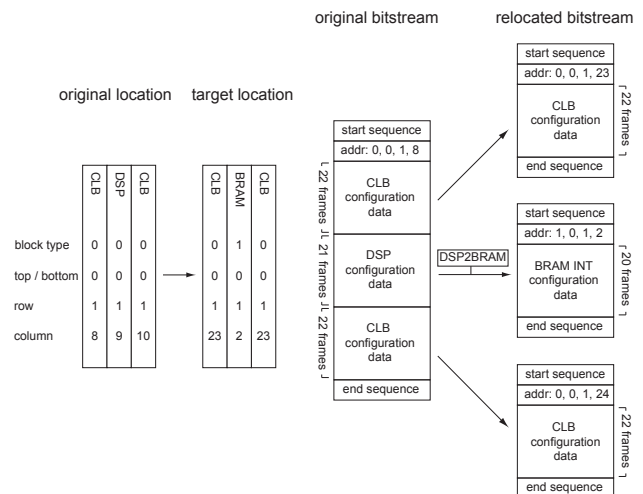 original bitstream
relocated bitstream
original location
target location
CLB DSP CLB
CLB BRAM CLB
block type 0 0 0 0 1 0
top / bottom 0 0 0 0 0 0
row 1 1 1 1 1 1
column 8 9 10 23 2 23
start sequence
addr: 0, 0, 1, 8
22 frames
CLB
configuration
data
21 frames
DSP
configuration
data
22 frames
CLB
configuration
data
end sequence
DSP2BRAM
start sequence
addr: 0, 0, 1, 23
CLB
configuration
data
22 frames
end sequence
start sequence
addr: 1, 0, 1, 2
BRAM INT
configuration
data
20 frames
end sequence
start sequence
addr: 0, 0, 1, 24
CLB
configuration
data
22 frames
end sequence